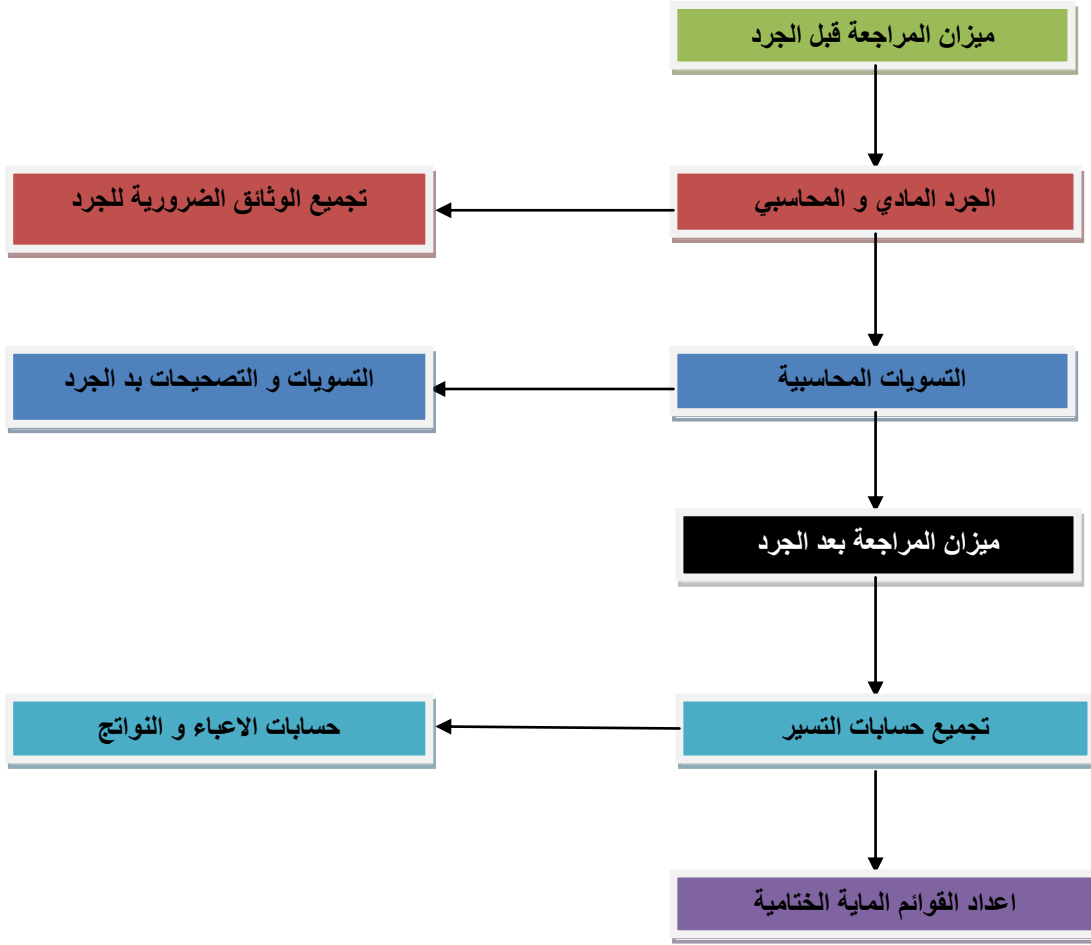 ميزان المراجعة قبل الجرد
الجرد المادي و المحاسبي
تجميع الوثائق الضرورية للجرد
التسويات المحاسبية
التسويات و التصحيحات بد الجرد
ميزان المراجعة بعد الجرد
تجميع حسابات التسير
حسابات الاعباء و النواتج
اعداد القوائم الماية الختامية